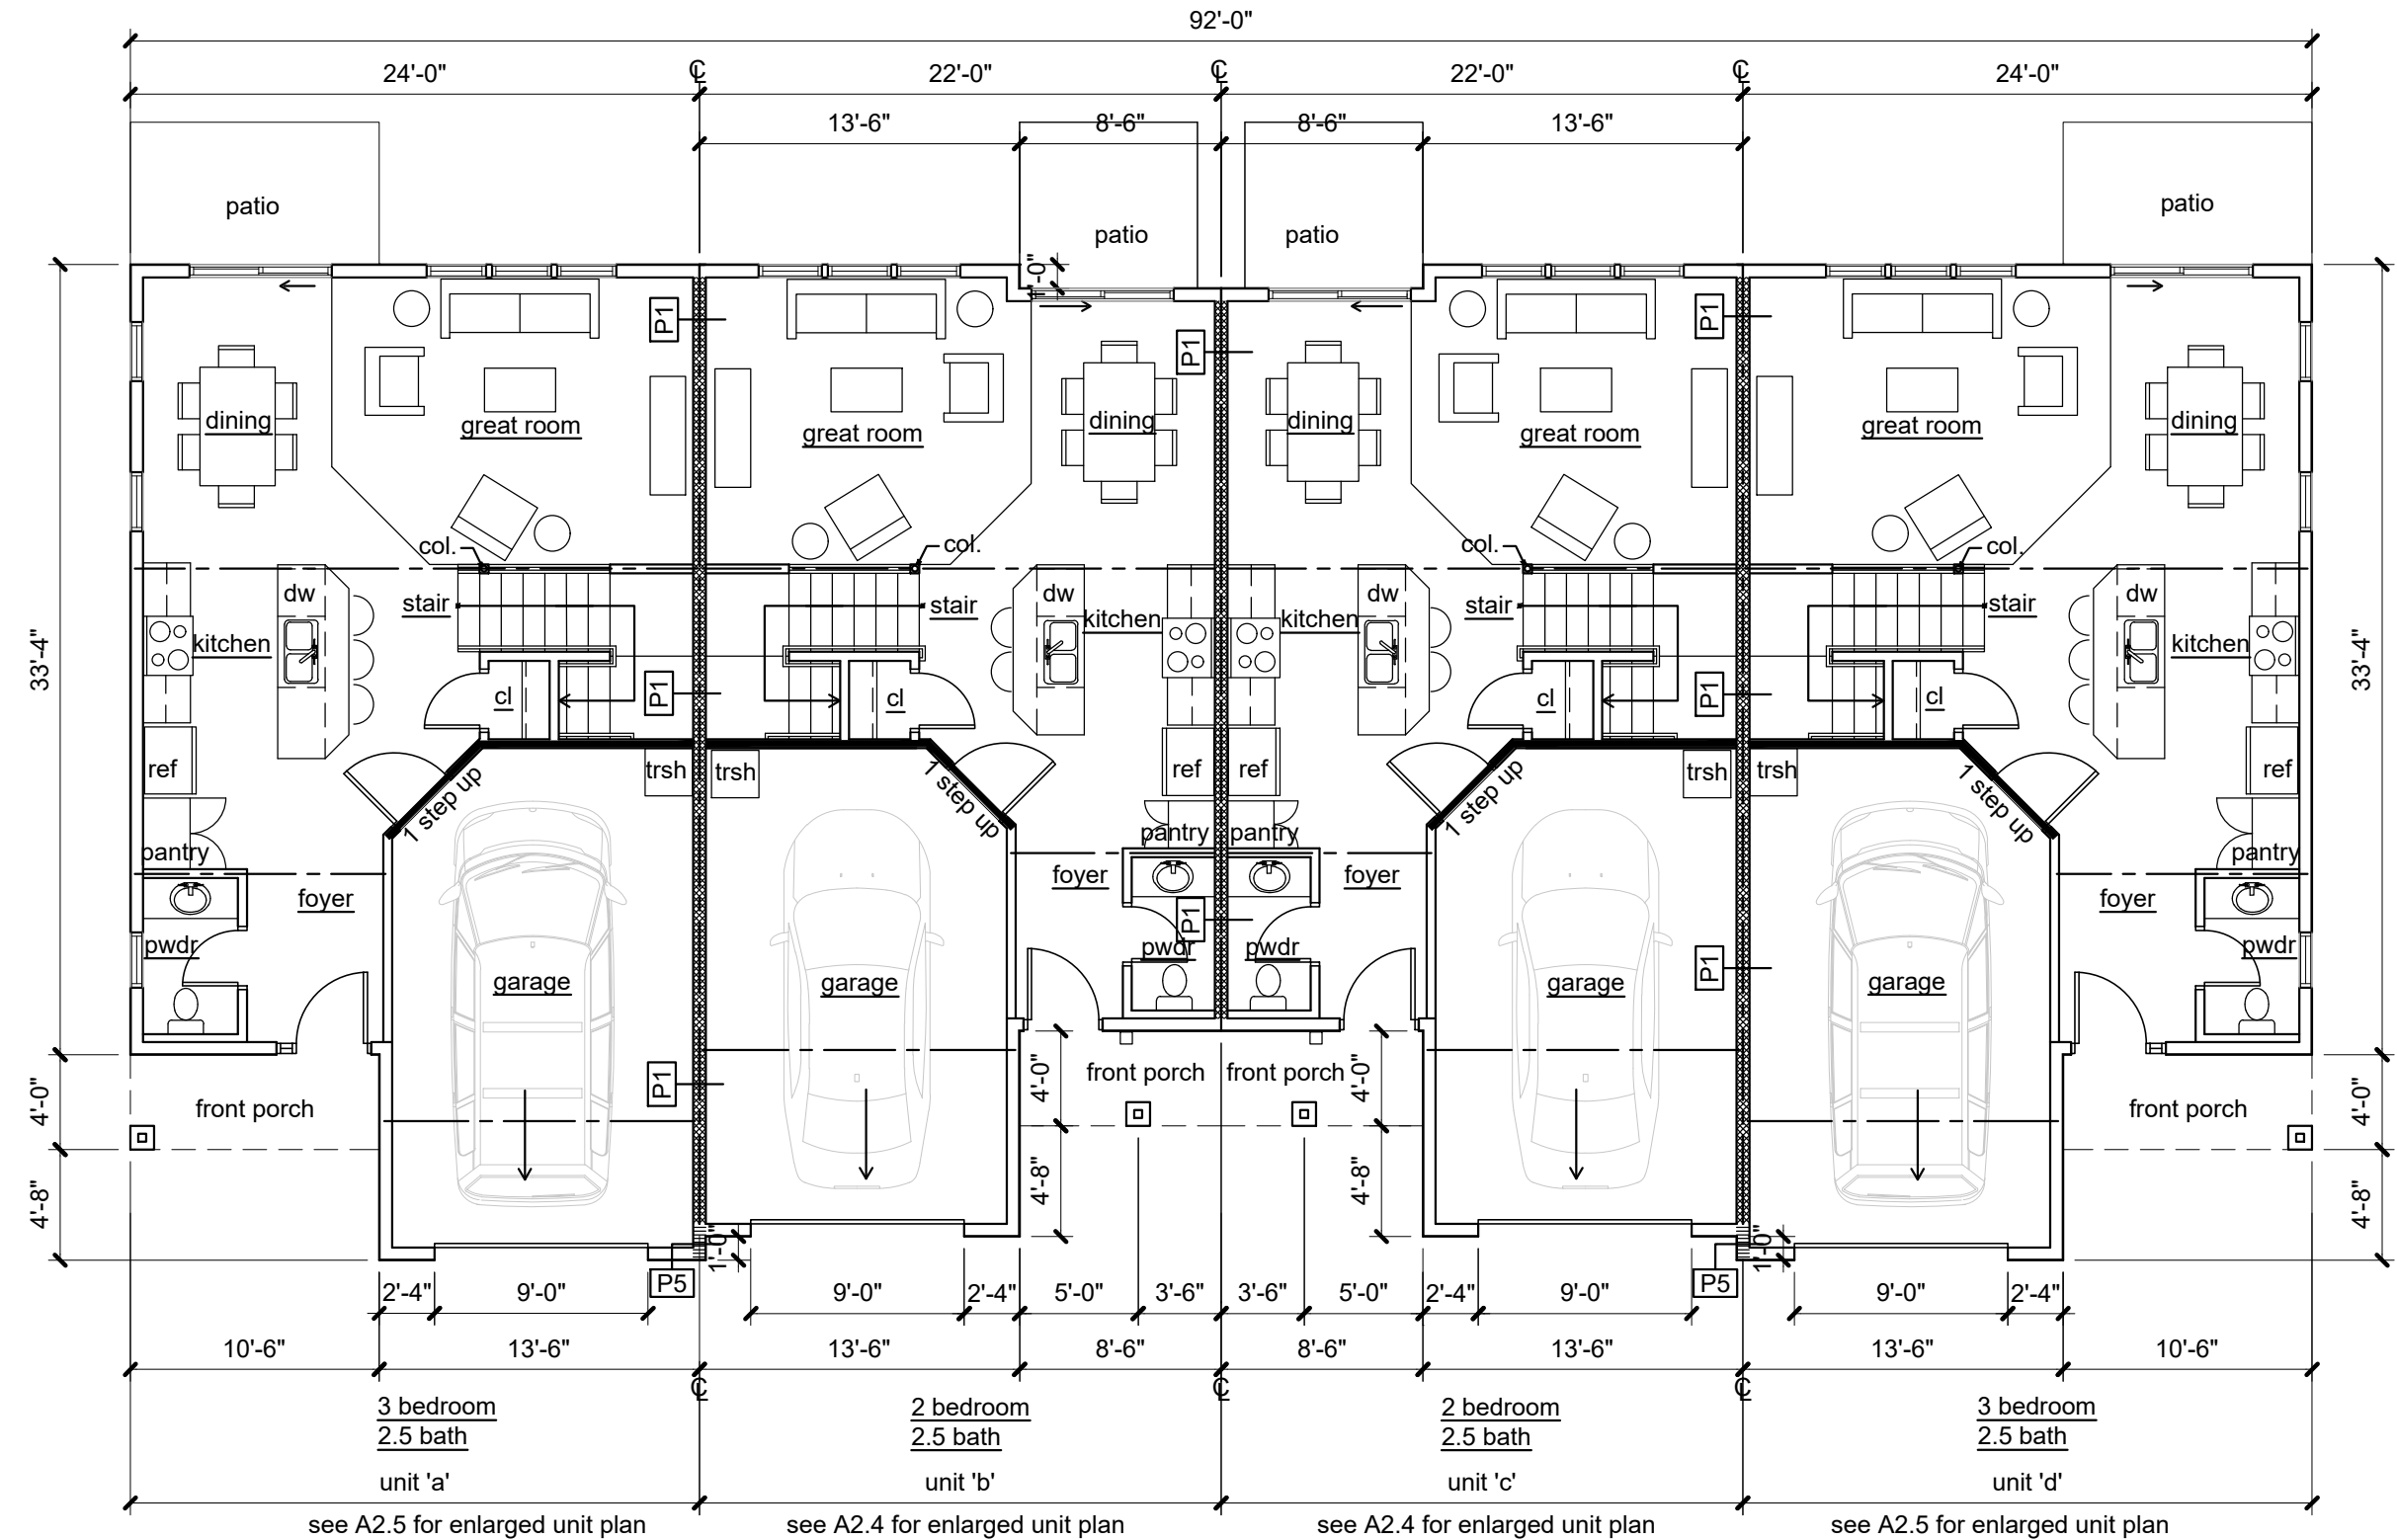 92'-0"
24'-0"
℄
22'-0"
℄
22'-0"
℄
24'-0"
13'-6"
8'-6"
8'-6"
13'-6"
patio
patio
patio
patio
1'-0"
P1
P1
P1
dining
great room
great room
dining
dining
great room
great room
dining
col.
col.
col.
col.
33'-4"
dw
stair
stair
dw
dw
stair
stair
dw
33'-4"
kitchen
kitchen
kitchen
kitchen
cl
P1
cl
cl
P1
cl
ref
trsh
trsh
ref
ref
trsh
trsh
ref
1 step up
1 step up
1 step up
1 step up
pantry
pantry
pantry
pantry
foyer
foyer
foyer
foyer
pwdr
P1
pwdr
pwdr
pwdr
garage
garage
garage
P1
garage
front porch
P1
front porch
front porch
front porch
4'-0"
4'-0"
4'-0"
4'-0"
4'-8"
4'-8"
4'-8"
4'-8"
1'-0"
1'-0"
P5
P5
2'-4"
9'-0"
9'-0"
2'-4"
5'-0"
3'-6"
3'-6"
5'-0"
2'-4"
9'-0"
9'-0"
2'-4"
10'-6"
13'-6"
13'-6"
8'-6"
8'-6"
13'-6"
13'-6"
10'-6"
℄
℄
℄
3 bedroom
2.5 bath
2 bedroom
2.5 bath
2 bedroom
2.5 bath
3 bedroom
2.5 bath
unit 'a'
unit 'b'
unit 'c'
unit 'd'
see A2.5 for enlarged unit plan
see A2.4 for enlarged unit plan
see A2.4 for enlarged unit plan
see A2.5 for enlarged unit plan